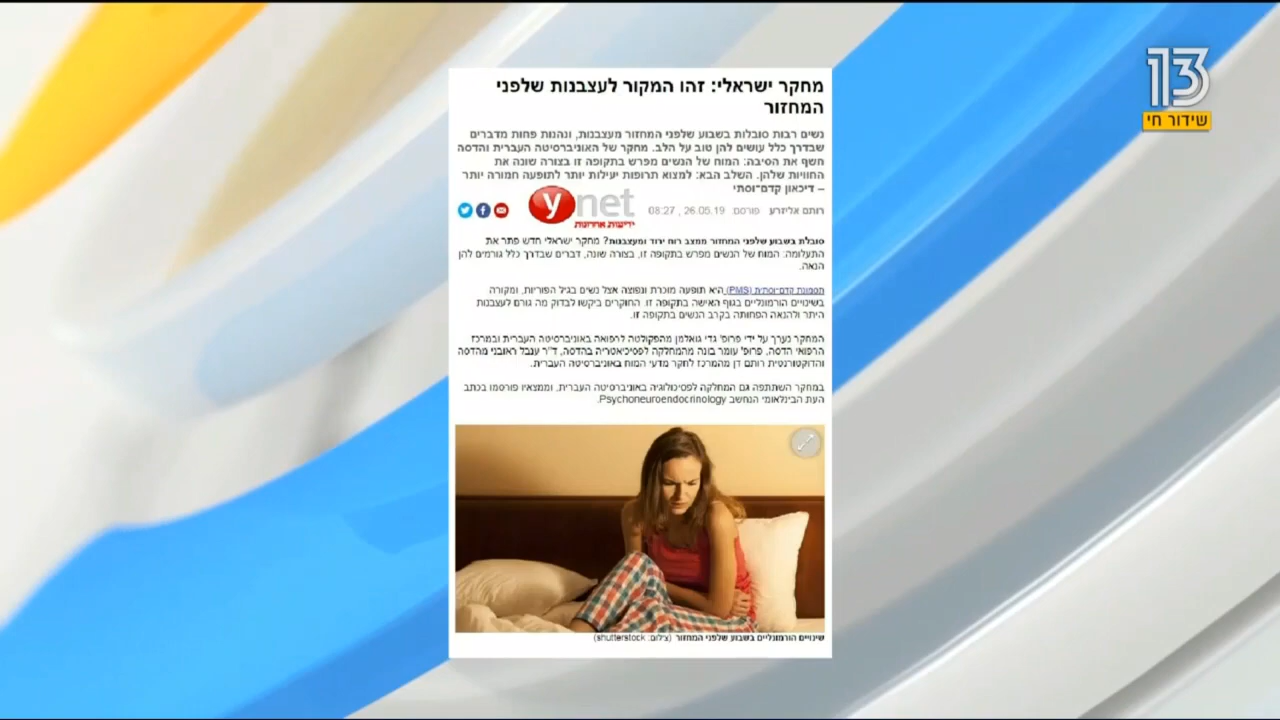 13
שידור חי
מחקר ישראלי: זהו המקור לעצבנות שלפני
המחזור
נשים רבות סובלות בשבוע שלפני המחזור מעצבנות, ונהנות פחות מדברים
שבדרך כלל עושים להן טוב על הלב. מחקר של האוניברסיטה העברית והדסה
חשף את הסיבה: המוח של הנשים מפרש בתקופה זו בצורה שונה את
החוויות שלהן. השלב הבא: למצוא תרופות יעילות יותר לתופעה חמורה יותר
– דיכאון קדם־וסתי
רותם אליזרע פורסם: 26.05.19 , 08:27
ynet
ידיעות אחרונות
סובלת בשבוע שלפני המחזור ממצב רוח ירוד ומעצבנות? מחקר ישראלי חדש פתר את
התעלומה: המוח של הנשים מפרש בתקופה זו, בצורה שונה, דברים שבדרך כלל גורמים להן
הנאה.
תסמונת קדם-וסתית (PMS) היא תופעה מוכרת ונפוצה אצל נשים בגיל הפוריות, ומקורה
בשינויים הורמונליים בגוף האישה בתקופה זו. החוקרים ביקשו לבדוק מה גורם לעצבנות
היתר ולהנאה הפחותה בקרב הנשים בתקופה זו.
המחקר נערך על ידי פרופ' גדי גואלמן מהפקולטה לרפואה באוניברסיטה העברית ובמרכז
הרפואי הדסה, פרופ' עומר בונה מהמחלקה לפסיכיאטריה בהדסה, ד"ר ענבל ראובני מהדסה
והדוקטורנטית רותם דן מהמרכז לחקר מדעי המוח באוניברסיטה העברית.
במחקר השתתפה גם המחלקה לפסיכולוגיה באוניברסיטה העברית, וממצאיו פורסמו בכתב
העת הבינלאומי הנחשב Psychoneuroendocrinology.
שינויים הורמונליים בשבוע שלפני המחזור (צילום: shutterstock)